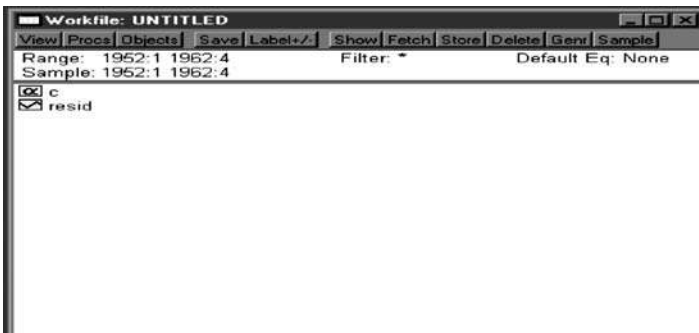 Workfile: UNTITLED
View Procs Objects Save Label+/- Show Fetch Store Delete Genr Sample
Range: 1952:1 1962:4 Filter: * Default Eq: None
Sample: 1952:1 1962:4
c
resid